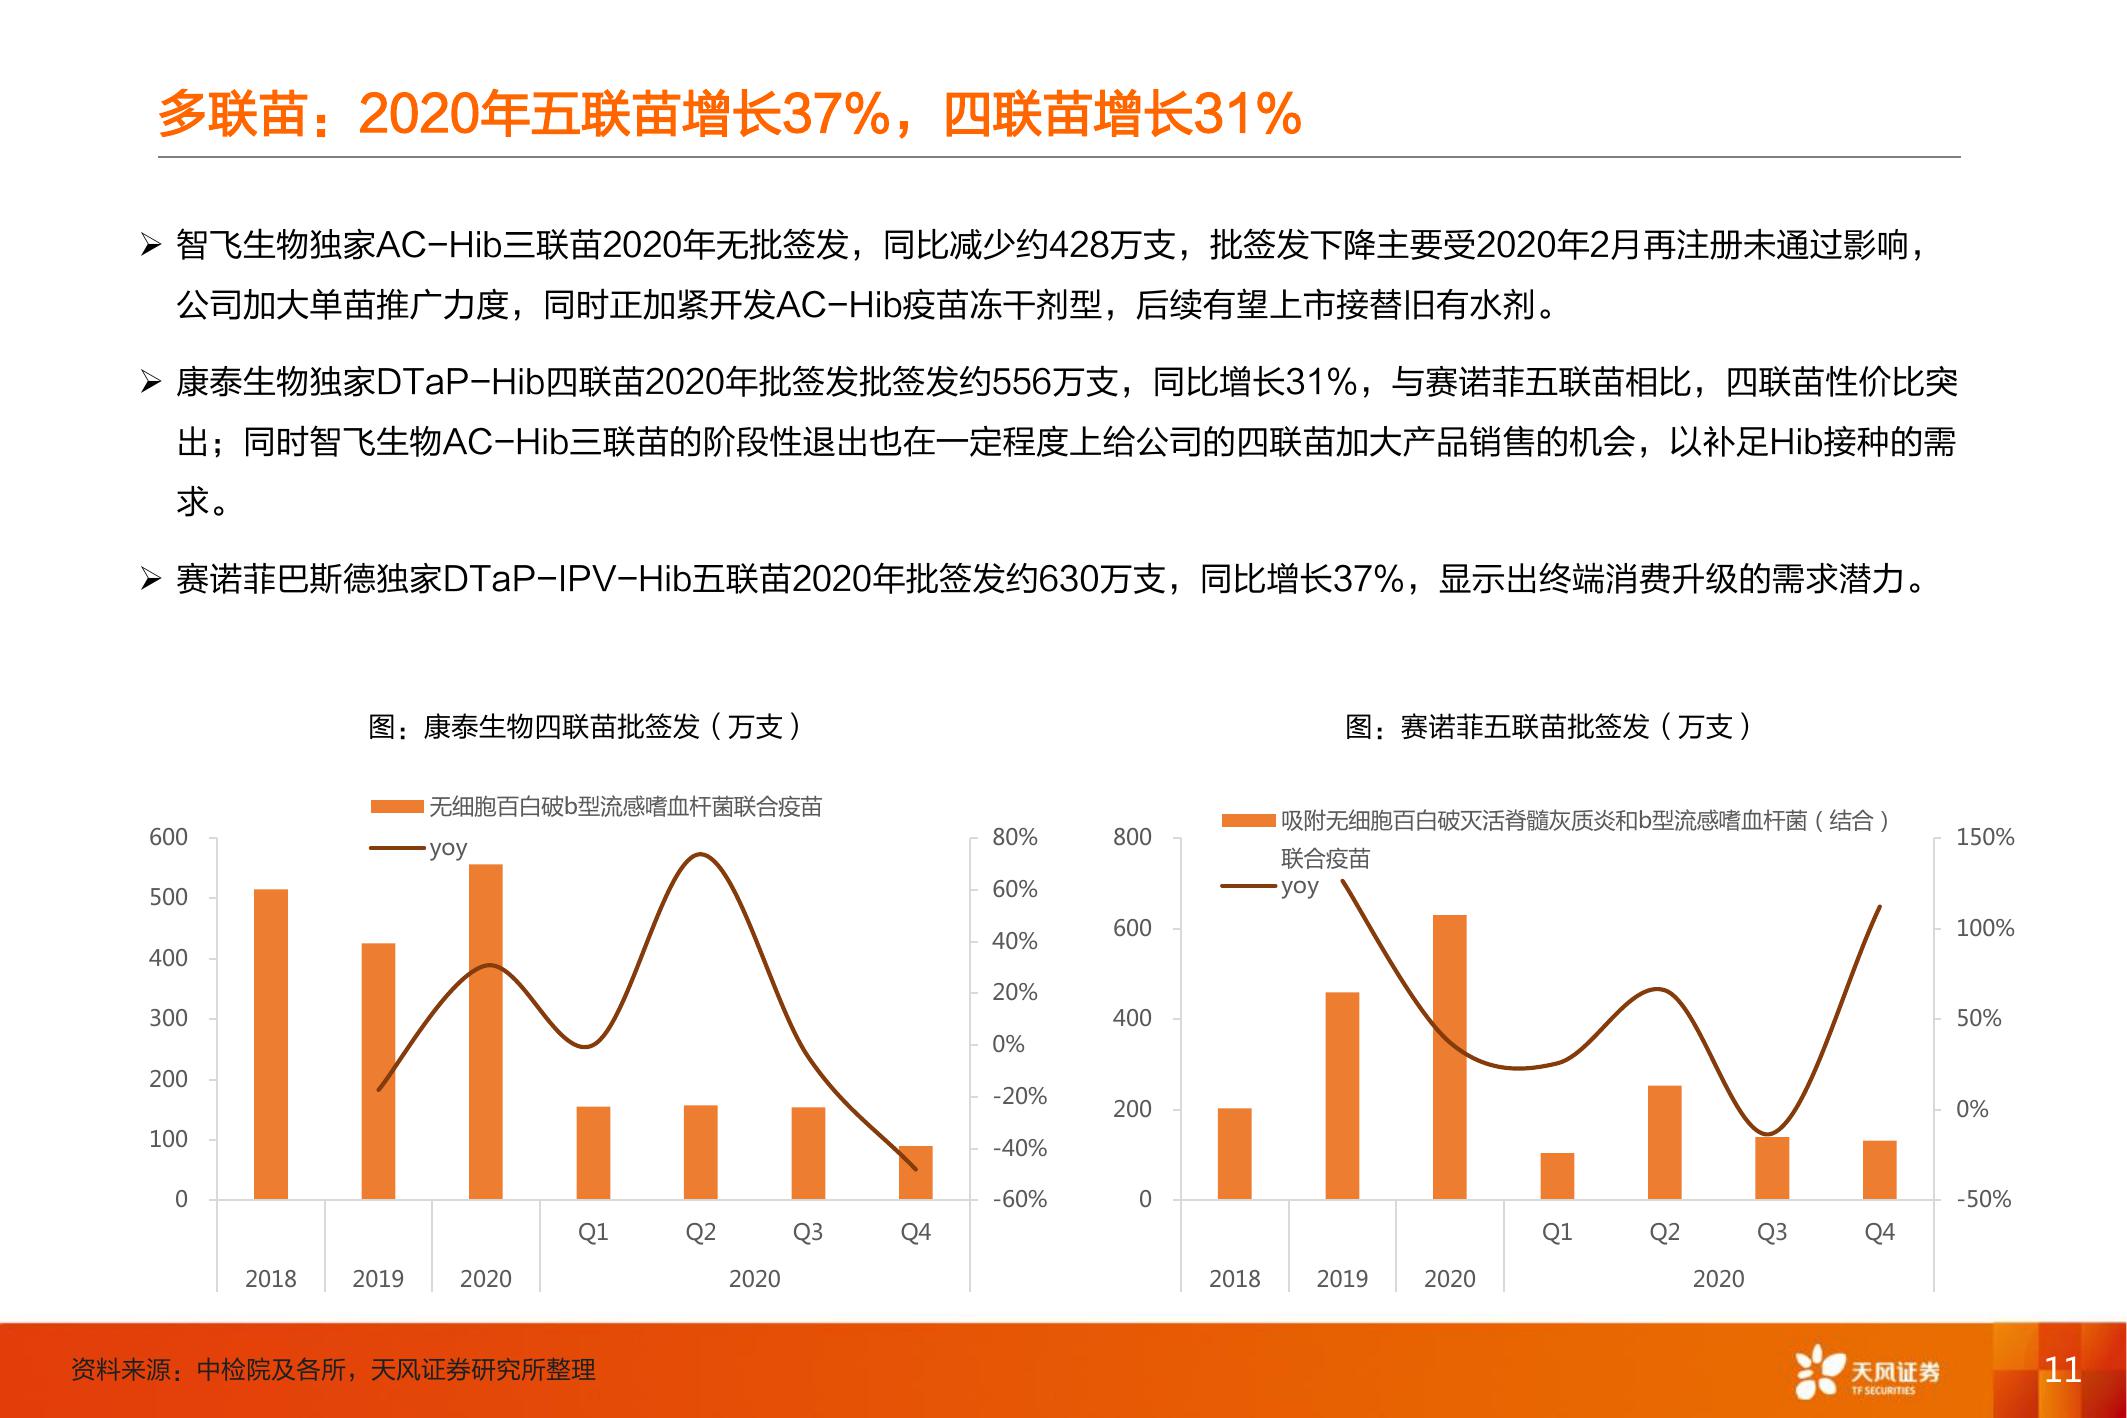 多联苗：2020年五联苗增长37%，四联苗增长31%
➢ 智飞生物独家AC-Hib三联苗2020年无批签发，同比减少约428万支，批签发下降主要受2020年2月再注册未通过影响，
公司加大单苗推广力度，同时正加紧开发AC-Hib疫苗冻干剂型，后续有望上市接替旧有水剂。
➢ 康泰生物独家DTaP-Hib四联苗2020年批签发批签发约556万支，同比增长31%，与赛诺菲五联苗相比，四联苗性价比突
出；同时智飞生物AC-Hib三联苗的阶段性退出也在一定程度上给公司的四联苗加大产品销售的机会，以补足Hib接种的需
求。
➢ 赛诺菲巴斯德独家DTaP-IPV-Hib五联苗2020年批签发约630万支，同比增长37%，显示出终端消费升级的需求潜力。
图：康泰生物四联苗批签发（万支）
无细胞百白破b型流感嗜血杆菌联合疫苗
yoy
600
500
400
300
200
100
0
80%
60%
40%
20%
0%
-20%
-40%
-60%
Q1 Q2 Q3 Q4
2018 2019 2020 2020
图：赛诺菲五联苗批签发（万支）
吸附无细胞百白破灭活脊髓灰质炎和b型流感嗜血杆菌（结合）
联合疫苗
yoy
800
600
400
200
0
150%
100%
50%
0%
-50%
Q1 Q2 Q3 Q4
2018 2019 2020 2020
资料来源：中检院及各所，天风证券研究所整理
天风证券
TF SECURITIES
11